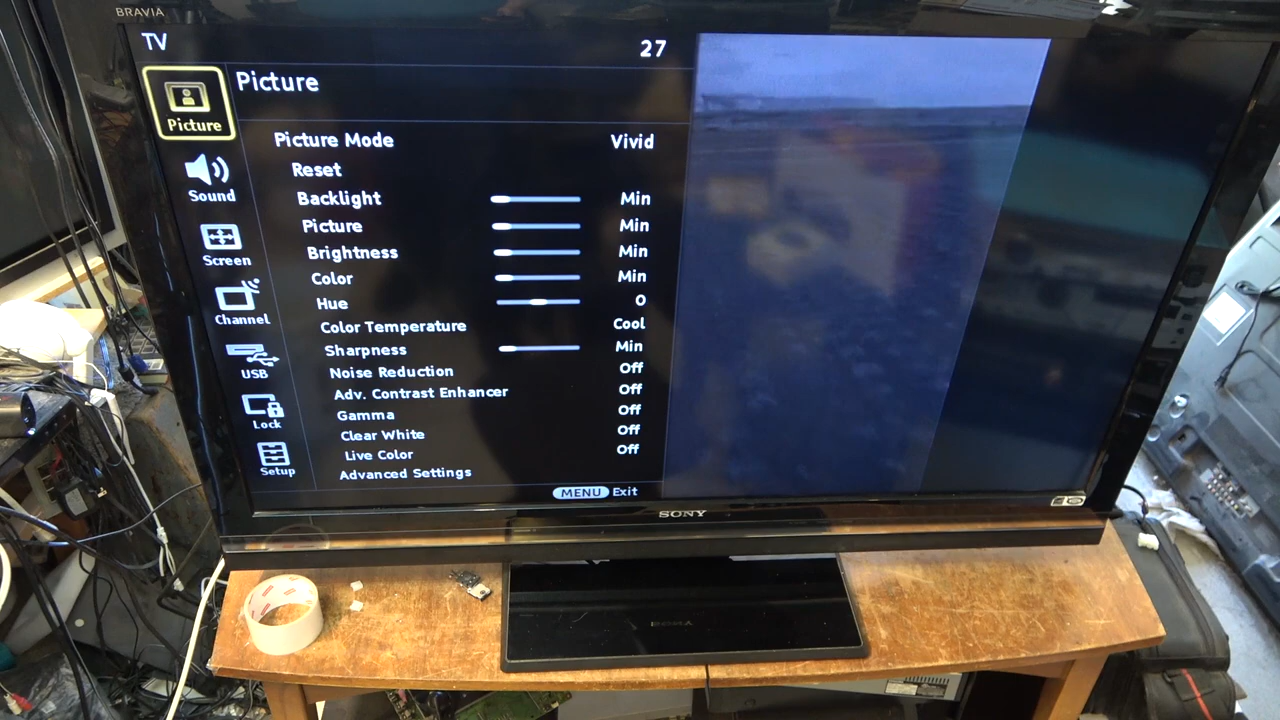 BRAVIA
TV 27
Picture
Picture
Picture Mode Vivid
Reset
Sound
Backlight Min
Picture Min
Brightness Min
Screen
Color Min
Hue 0
Channel
Color Temperature Cool
Sharpness Min
USB
Noise Reduction Off
Adv. Contrast Enhancer Off
Gamma Off
Lock
Clear White Off
Live Color Off
Setup
Advanced Settings
MENU Exit
SONY
SONY